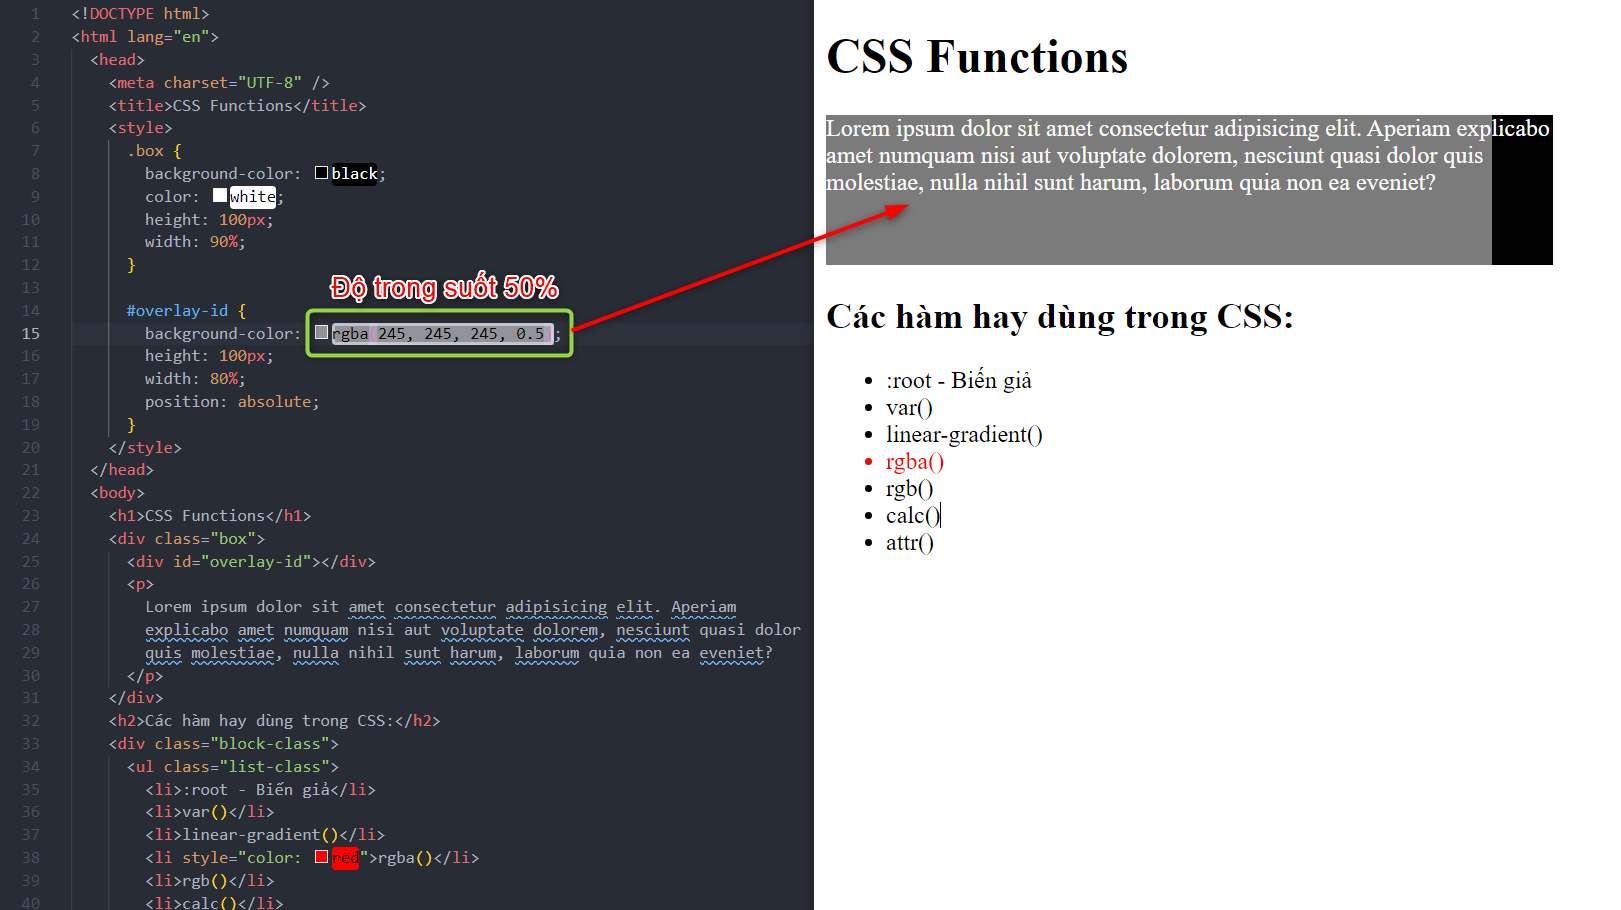 1 <!DOCTYPE html>
2 <html lang="en">
3 <head>
4 <meta charset="UTF-8" />
5 <title>CSS Functions</title>
6 <style>
7 .box {
8 background-color: black;
9 color: white;
10 height: 100px;
11 width: 90%;
12 }
13
Độ trong suốt 50%
14 #overlay-id {
15 background-color: rgba(245, 245, 245, 0.5);
16 height: 100px;
17 width: 80%;
18 position: absolute;
19 }
20 </style>
21 </head>
22 <body>
23 <h1>CSS Functions</h1>
24 <div class="box">
25 <div id="overlay-id"></div>
26 <p>
27 Lorem ipsum dolor sit amet consectetur adipisicing elit. Aperiam
28 explicabo amet numquam nisi aut voluptate dolorem, nesciunt quasi dolor
29 quis molestiae, nulla nihil sunt harum, laborum quia non ea eveniet?
30 </p>
31 </div>
32 <h2>Các hàm hay dùng trong CSS:</h2>
33 <div class="block-class">
34 <ul class="list-class">
35 <li>:root - Biến giả</li>
36 <li>var()</li>
37 <li>linear-gradient()</li>
38 <li style="color: red">rgba()</li>
39 <li>rgb()</li>
40 <li>calc()</li>
CSS Functions
Lorem ipsum dolor sit amet consectetur adipisicing elit. Aperiam explicabo
amet numquam nisi aut voluptate dolorem, nesciunt quasi dolor quis
molestiae, nulla nihil sunt harum, laborum quia non ea eveniet?
Các hàm hay dùng trong CSS:
• :root - Biến giả
• var()
• linear-gradient()
• rgba()
• rgb()
• calc()
• attr()